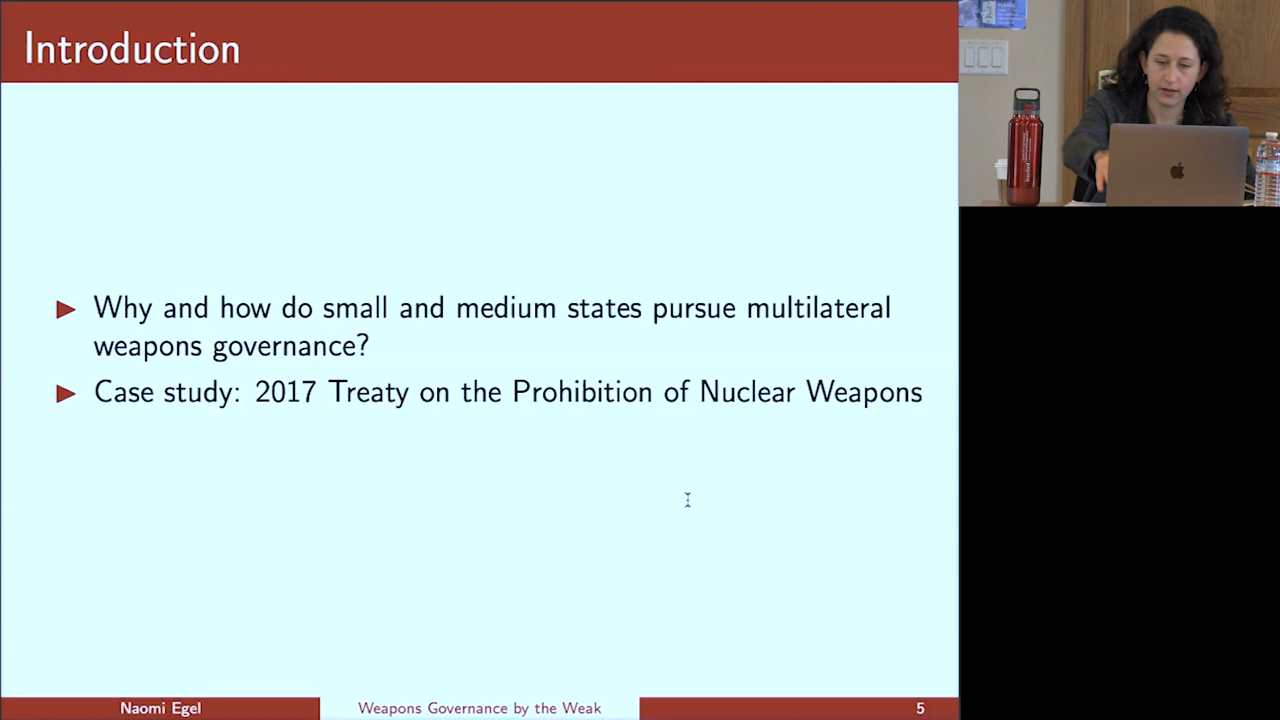 Introduction
Why and how do small and medium states pursue multilateral
weapons governance?
Case study: 2017 Treaty on the Prohibition of Nuclear Weapons
Naomi Egel
Weapons Governance by the Weak
5
Stanford